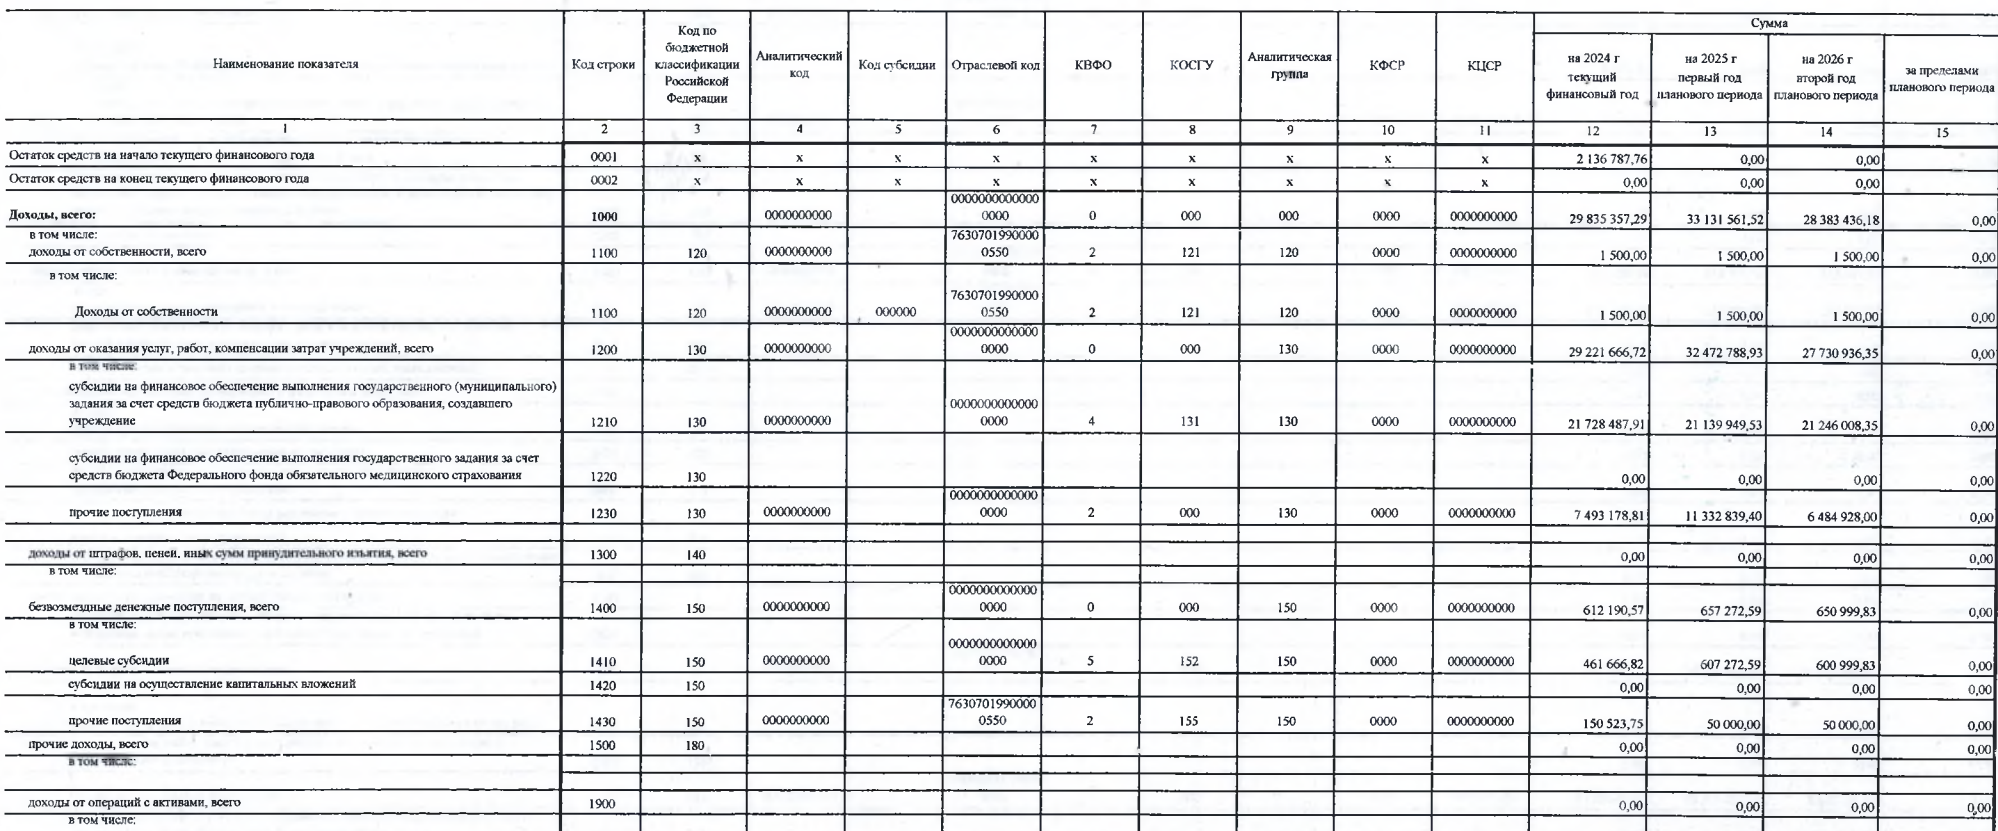 Наименование показателя Код строки Код по бюджетной классификации Российской Федерации Аналитический код Код субсидии Отраслевой код КВФО КОСГУ Аналитическая группа КФСР КЦСР Сумма
на 2024 г текущий финансовый год на 2025 г первый год планового периода на 2026 г второй год планового периода за пределами планового периода
1 2 3 4 5 6 7 8 9 10 11 12 13 14 15
Остаток средств на начало текущего финансового года 0001 x x x x x x x x x 2 136 787,76 0,00 0,00
Остаток средств на конец текущего финансового года 0002 x x x x x x x x x 0,00 0,00 0,00
Доходы, всего: 1000 0000000000 0000000000000 0000 0 000 000 0000 0000000000 29 835 357,29 33 131 561,52 28 383 436,18 0,00
в том числе:
доходы от собственности, всего 1100 120 0000000000 7630701990000 0550 2 121 120 0000 0000000000 1 500,00 1 500,00 1 500,00 0,00
в том числе:
Доходы от собственности 1100 120 0000000000 000000 7630701990000 0550 2 121 120 0000 0000000000 1 500,00 1 500,00 1 500,00 0,00
доходы от оказания услуг, работ, компенсации затрат учреждений, всего 1200 130 0000000000 0000000000000 0000 0 000 130 0000 0000000000 29 221 666,72 32 472 788,93 27 730 936,35 0,00
в том числе:
субсидии на финансовое обеспечение выполнения государственного (муниципального)
задания за счет средств бюджета публично-правового образования, создавшего
учреждение 1210 130 0000000000 0000000000000 0000 4 131 130 0000 0000000000 21 728 487,91 21 139 949,53 21 246 008,35 0,00
субсидии на финансовое обеспечение выполнения государственного задания за счет
средств бюджета Федерального фонда обязательного медицинского страхования 1220 130 0,00 0,00 0,00 0,00
прочие поступления 1230 130 0000000000 0000000000000 0000 2 000 130 0000 0000000000 7 493 178,81 11 332 839,40 6 484 928,00 0,00
доходы от штрафов, пеней, иных сумм принудительного изъятия, всего 1300 140 0,00 0,00 0,00 0,00
в том числе:
безвозмездные денежные поступления, всего 1400 150 0000000000 0000000000000 0000 0 000 150 0000 0000000000 612 190,57 657 272,59 650 999,83 0,00
в том числе:
целевые субсидии 1410 150 0000000000 0000000000000 0000 5 152 150 0000 0000000000 461 666,82 607 272,59 600 999,83 0,00
субсидии на осуществление капитальных вложений 1420 150 0,00 0,00 0,00 0,00
прочие поступления 1430 150 0000000000 7630701990000 0550 2 155 150 0000 0000000000 150 523,75 50 000,00 50 000,00 0,00
прочие доходы, всего 1500 180 0,00 0,00 0,00 0,00
в том числе:
доходы от операций с активами, всего 1900 0,00 0,00 0,00 0,00
в том числе: